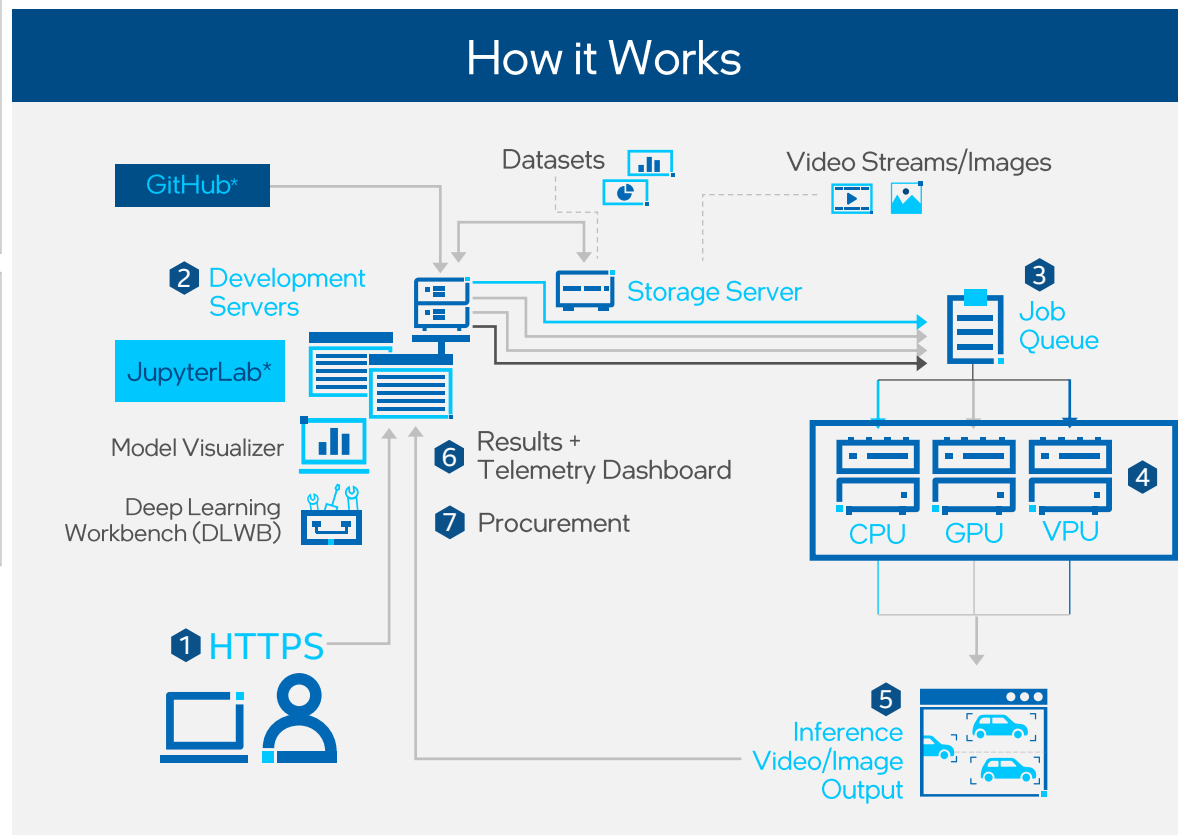 How it Works
GitHub*
Datasets
Video Streams/Images
2
Development
Servers
Storage Server
3
Job
Queue
JupyterLab*
Model Visualizer
6
Results +
Telemetry Dashboard
Deep Learning
Workbench (DLWB)
7
Procurement
4
CPU
GPU
VPU
1
HTTPS
5
Inference
Video/Image
Output